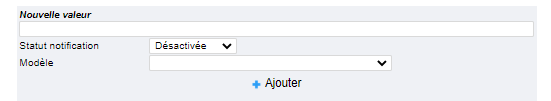 Nouvelle valeur
Statut notification Désactivée
Modèle
Ajouter